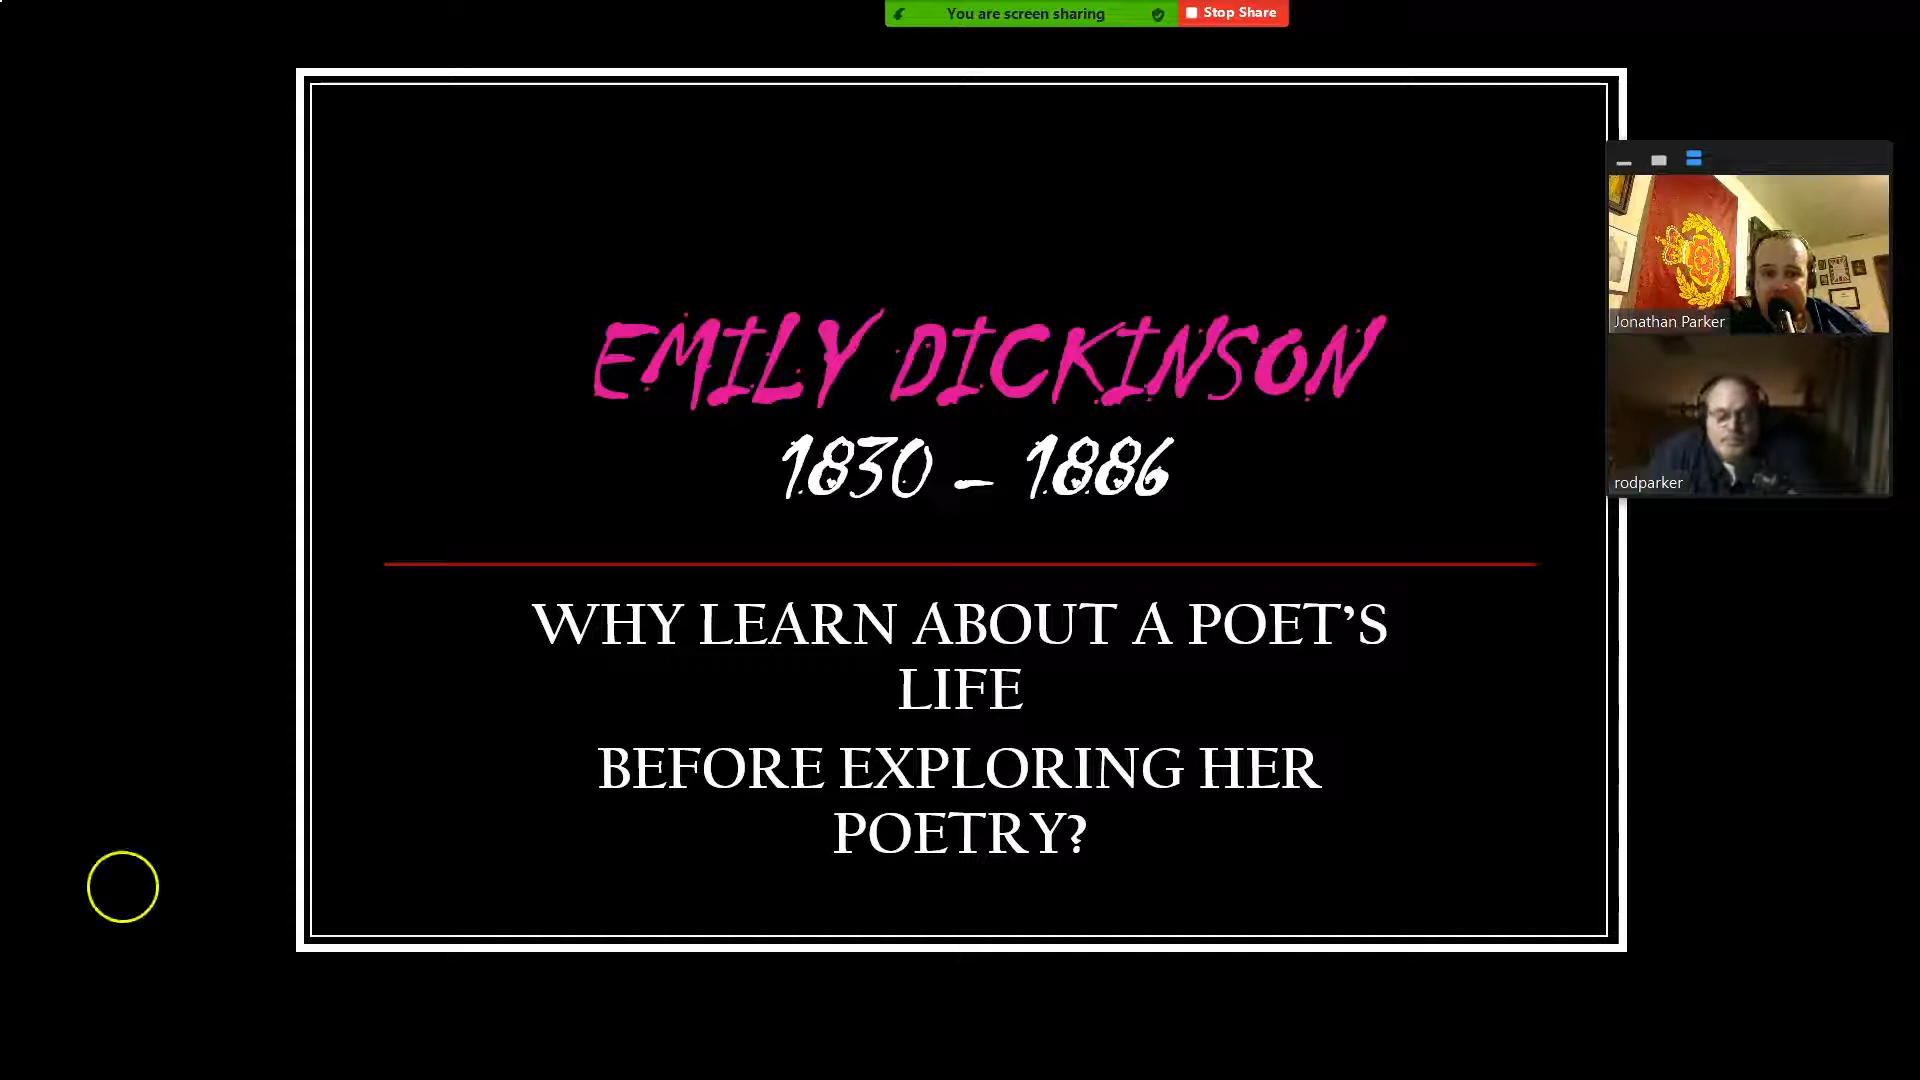 You are screen sharing
Stop Share
EMILY DICKINSON
1830 – 1886
WHY LEARN ABOUT A POET’S
LIFE
BEFORE EXPLORING HER
POETRY?
Jonathan Parker
rodparker